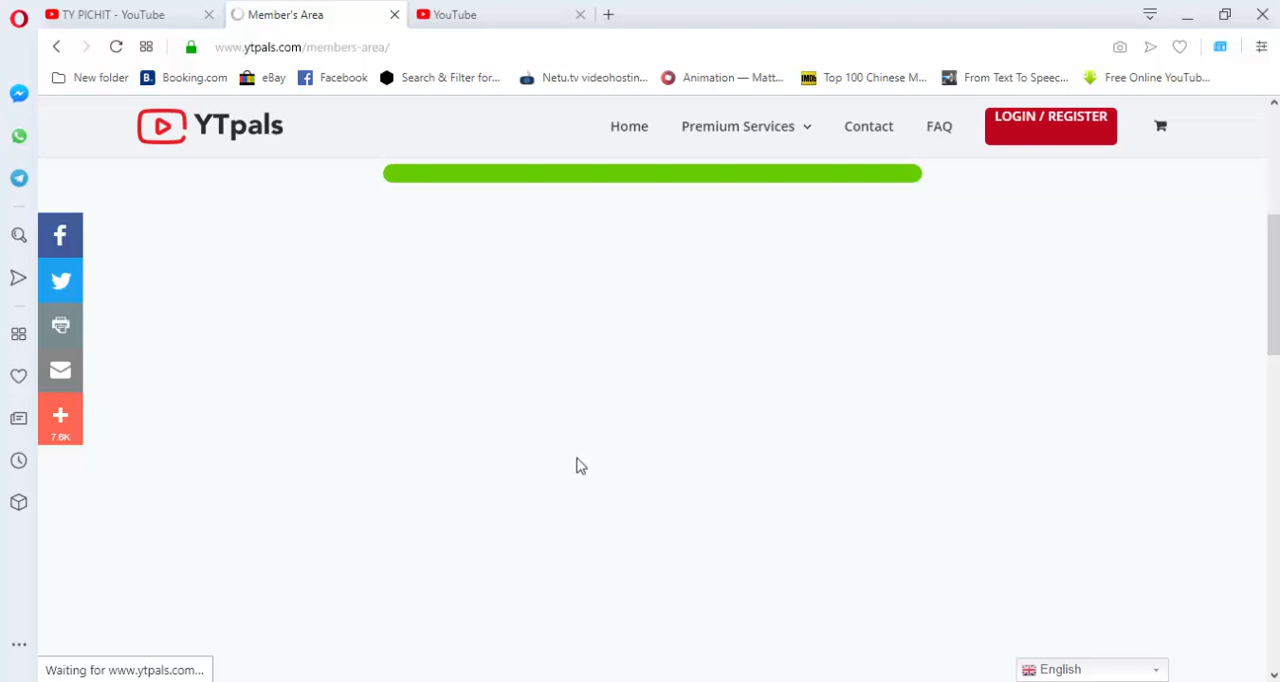 TY PICHIT - YouTube
Member's Area
YouTube
www.ytpals.com/members-area/
New folder
Booking.com
eBay
Facebook
Search & Filter for...
Netu.tv videohostin...
Animation — Matt...
Top 100 Chinese M...
From Text To Speec...
Free Online YouTub...
YTpals
Home
Premium Services
Contact
FAQ
LOGIN / REGISTER
7.6K
Waiting for www.ytpals.com...
English